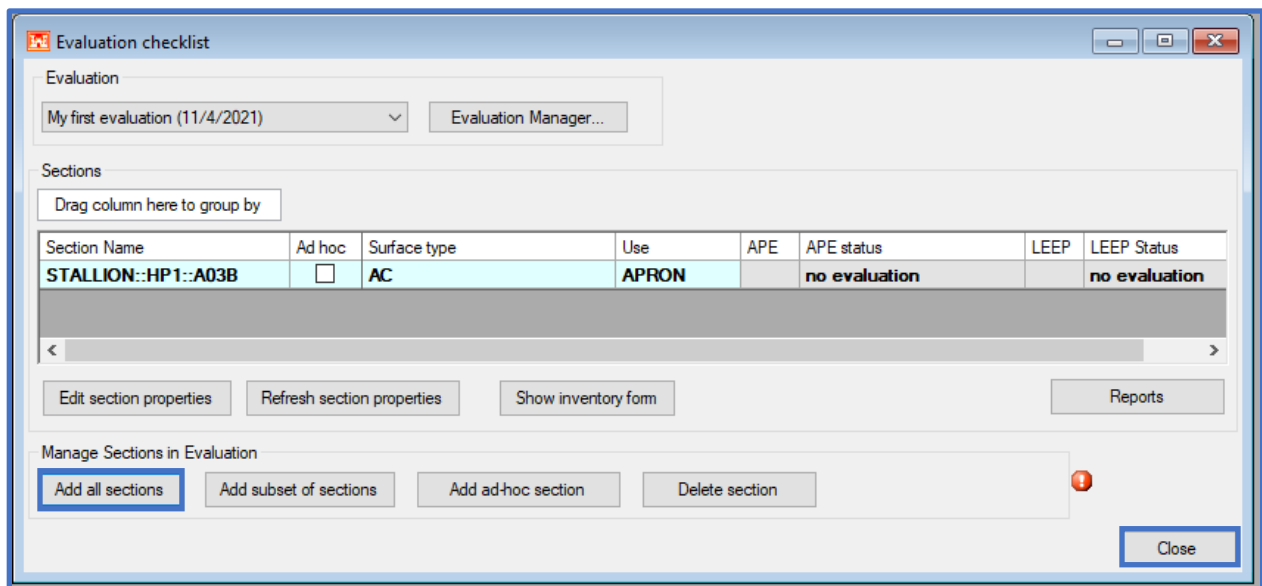 Evaluation checklist
Evaluation
My first evaluation (11/4/2021) Evaluation Manager...
Sections
Drag column here to group by
Section Name Ad hoc Surface type Use APE APE status LEEP LEEP Status
STALLION::HP1::A03B AC APRON no evaluation no evaluation
Edit section properties Refresh section properties Show inventory form Reports
Manage Sections in Evaluation
Add all sections Add subset of sections Add ad-hoc section Delete section
Close